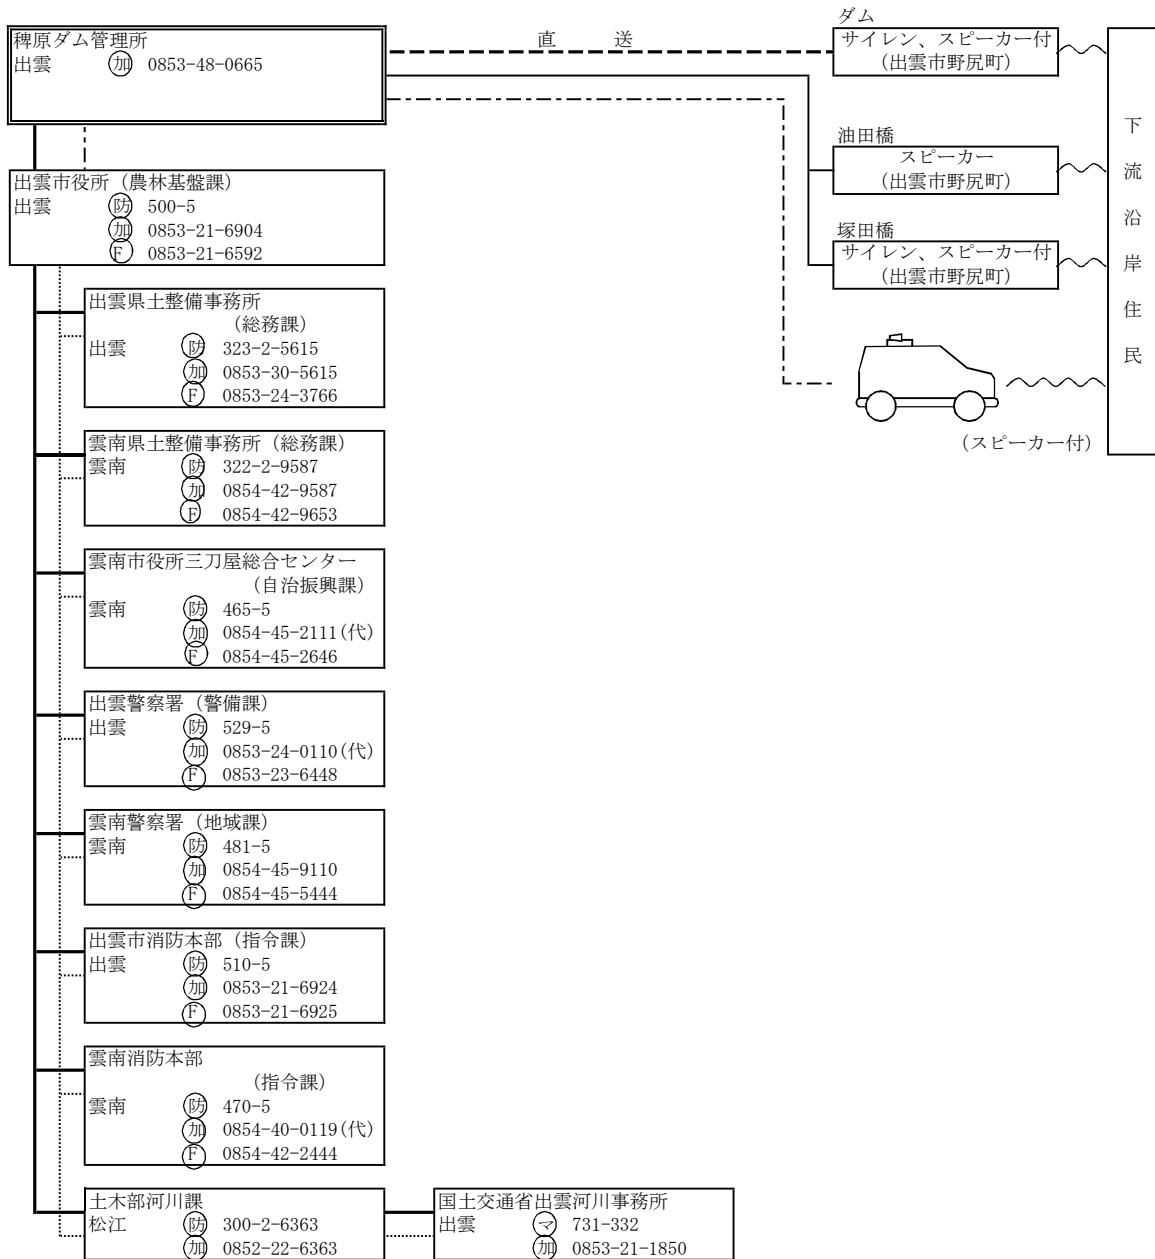 稗原ダム管理所
出雲 ㊎ 0853-48-0665
直 送
ダム
サイレン、スピーカー付
(出雲市野尻町)
油田橋
スピーカー
(出雲市野尻町)
塚田橋
サイレン、スピーカー付
(出雲市野尻町)
(スピーカー付)
下流沿岸住民
出雲市役所(農林基盤課)
出雲 防 500-5
加 0853-21-6904
F 0853-21-6592
出雲県土整備事務所
(総務課)
出雲 防 323-2-5615
加 0853-30-5615
F 0853-24-3766
雲南県土整備事務所(総務課)
雲南 防 322-2-9587
加 0854-42-9587
F 0854-42-9653
雲南市役所三刀屋総合センター
(自治振興課)
雲南 防 465-5
加 0854-45-2111(代)
F 0854-45-2646
出雲警察署(警備課)
出雲 防 529-5
加 0853-24-0110(代)
F 0853-23-6448
雲南警察署(地域課)
雲南 防 481-5
加 0854-45-9110
F 0854-45-5444
出雲市消防本部(指令課)
出雲 防 510-5
加 0853-21-6924
F 0853-21-6925
雲南消防本部
(指令課)
雲南 防 470-5
加 0854-40-0119(代)
F 0854-42-2444
土木部河川課
松江 防 300-2-6363
加 0852-22-6363
国土交通省出雲河川事務所
出雲 マ 731-332
加 0853-21-1850